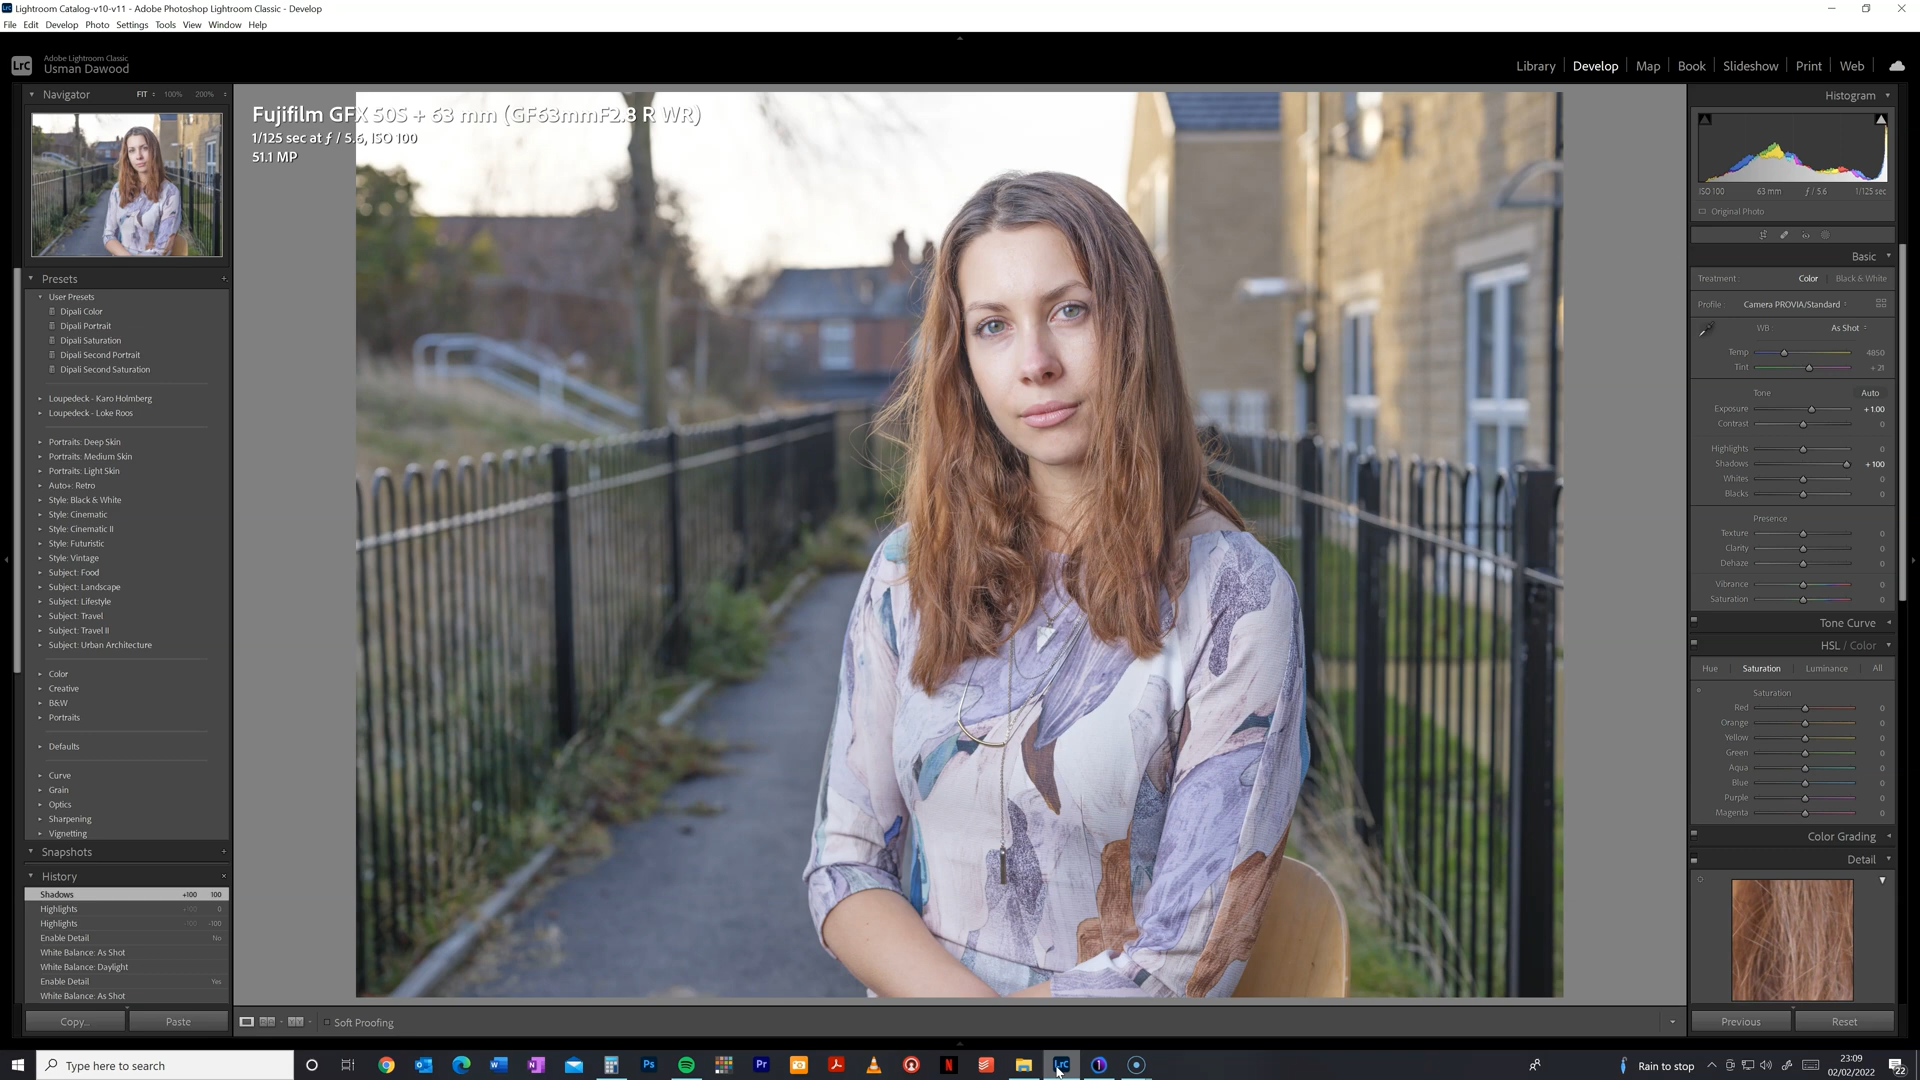 Lightroom Catalog-v10-v11 - Adobe Photoshop Lightroom Classic - Develop
File Edit Develop Photo Settings Tools View Window Help
LrC
Adobe Lightroom Classic
Usman Dawood
Library Develop Map Book Slideshow Print Web
Navigator FIT 100% 200%
Presets +
User Presets
Dipali Color
Dipali Portrait
Dipali Saturation
Dipali Second Portrait
Dipali Second Saturation
Loupedeck - Karo Holmberg
Loupedeck - Loke Roos
Portraits: Deep Skin
Portraits: Medium Skin
Portraits: Light Skin
Auto+: Retro
Style: Black & White
Style: Cinematic
Style: Cinematic II
Style: Futuristic
Style: Vintage
Subject: Food
Subject: Landscape
Subject: Lifestyle
Subject: Travel
Subject: Travel II
Subject: Urban Architecture
Color
Creative
B&W
Portraits
Defaults
Curve
Grain
Optics
Sharpening
Vignetting
Snapshots +
History ×
Shadows +100 100
Highlights +100 0
Highlights -100 -100
Enable Detail No
White Balance: As Shot
White Balance: Daylight
Enable Detail Yes
White Balance: As Shot
Copy... Paste
Fujifilm GFX 50S + 63 mm (GF63mmF2.8 R WR)
1/125 sec at ƒ / 5.6, ISO 100
51.1 MP
Soft Proofing
Histogram
ISO 100 63 mm ƒ / 5.6 1/125 sec
Original Photo
Basic
Treatment : Color Black & White
Profile : Camera PROVIA/Standard
WB : As Shot
Temp 4850
Tint + 21
Tone Auto
Exposure +1.00
Contrast 0
Highlights 0
Shadows +100
Whites 0
Blacks 0
Presence
Texture 0
Clarity 0
Dehaze 0
Vibrance 0
Saturation 0
Tone Curve
HSL / Color
Hue Saturation Luminance All
Saturation
Red 0
Orange 0
Yellow 0
Green 0
Aqua 0
Blue 0
Purple 0
Magenta 0
Color Grading
Detail
Previous Reset
Type here to search
Ps
Pr
N
LrC
1
Rain to stop
23:09
02/02/2022
22